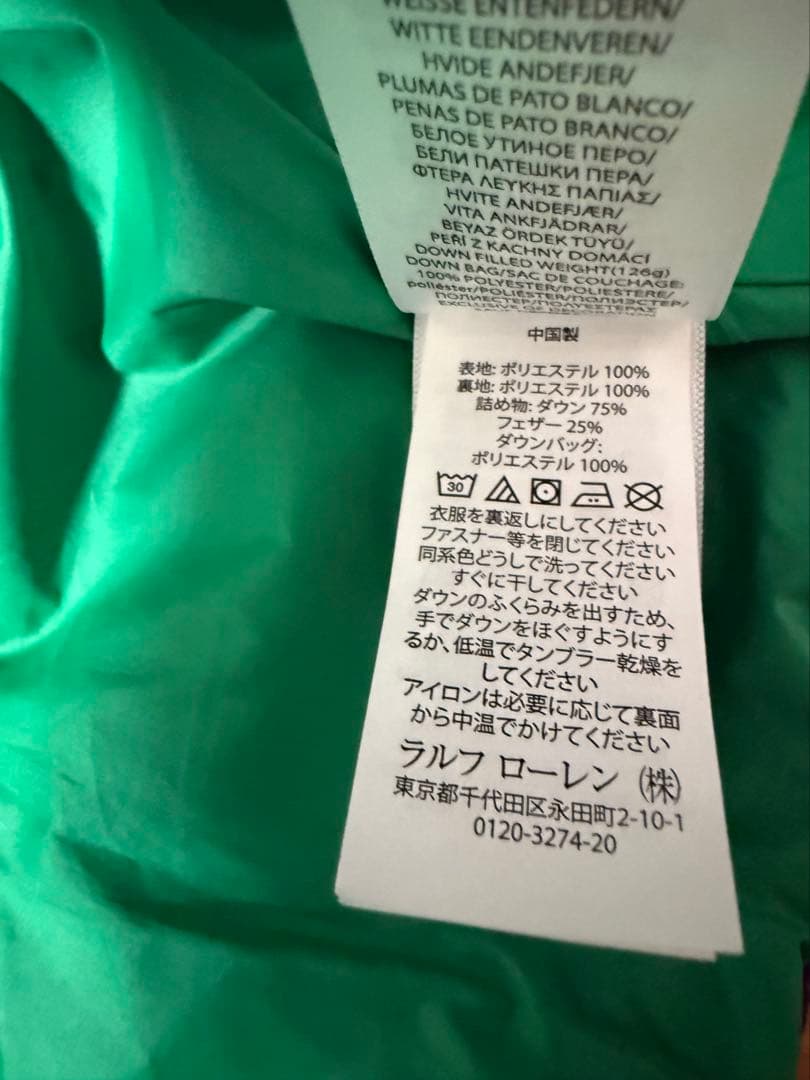 WEISSE ENTENFEDERN/
WITTE EENDENVEREN/
HVIDE ANDEFJER/
PLUMAS DE PATO BLANCO/
PENAS DE PATO BRANCO/
БЕЛОЕ УТИНОЕ ПЕРО/
БЕЛИ ПАТЕШКИ ПЕРА/
ΦΤΕΡΑ ΛΕΥΚΗΣ ΠΑΠΙΑΣ/
HVITE ANDEFJÆR/
VITA ANKFJÄDRAR/
BEYAZ ÖRDEK TÜYÜ/
PEŘÍ Z KACHNY DOMÁCÍ
DOWN FILLED WEIGHT(126g)
DOWN BAG/SAC DE COUCHAGE:
100% POLYESTER/POLIESTERE/
poliéster/POLIÉSTER/ПОЛИЭСТЕР/
ПОЛИЕСТЕР/ΠΟΛΥΕΣΤΕΡΑΣ
EXCLUSIVE OF DECORATION
中国製
表地: ポリエステル 100%
裏地: ポリエステル 100%
詰め物: ダウン 75%
フェザー 25%
ダウンバッグ:
ポリエステル 100%
30
衣服を裏返しにしてください
ファスナー等を閉じてください
同系色どうしで洗ってください
すぐに干してください
ダウンのふくらみを出すため、
手でダウンをほぐすようにす
るか、低温でタンブラー乾燥を
してください
アイロンは必要に応じて裏面
から中温でかけてください
ラルフ ローレン (株)
東京都千代田区永田町2-10-1
0120-3274-20